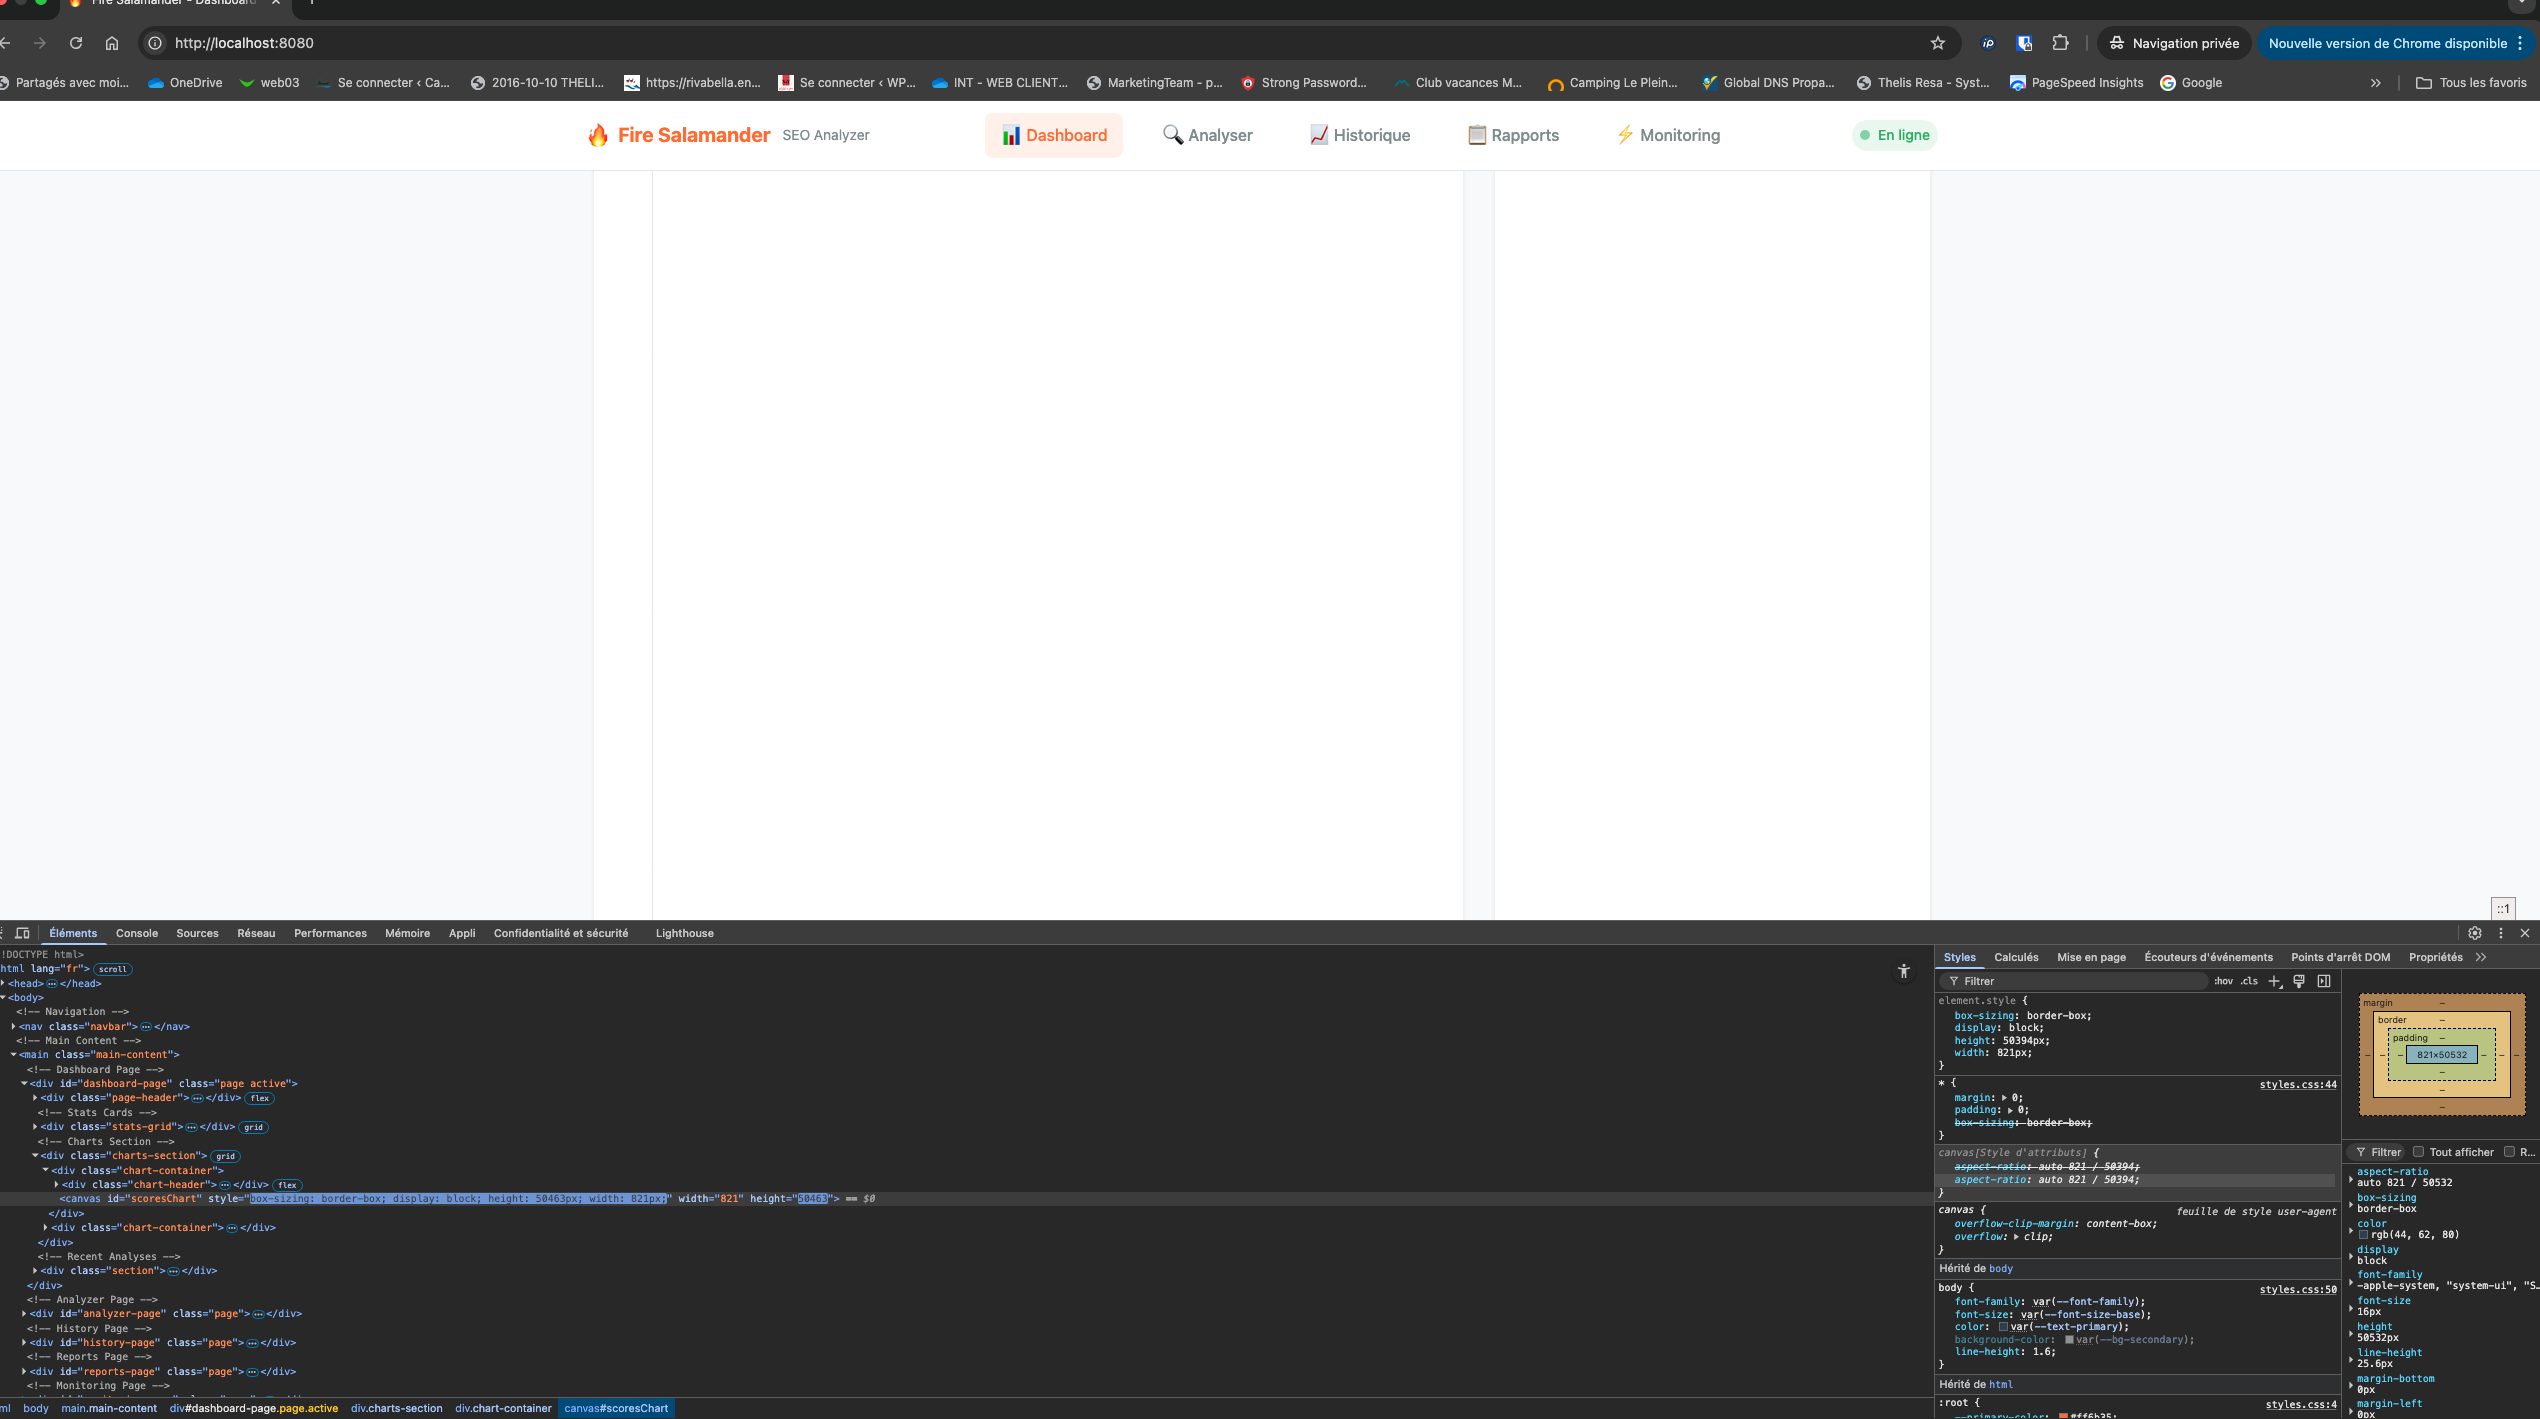 Fire Salamander - Dashboard
http://localhost:8080
Navigation privée
Nouvelle version de Chrome disponible
Partagés avec moi...
OneDrive
web03
Se connecter ‹ Ca...
2016-10-10 THELI...
https://rivabella.en...
Se connecter ‹ WP...
INT - WEB CLIENT...
MarketingTeam - p...
Strong Password...
Club vacances M...
Camping Le Plein...
Global DNS Propa...
Thelis Resa - Syst...
PageSpeed Insights
Google
Tous les favoris
Fire Salamander SEO Analyzer
Dashboard
Analyser
Historique
Rapports
Monitoring
En ligne
::1
Éléments Console Sources Réseau Performances Mémoire Appli Confidentialité et sécurité Lighthouse
!DOCTYPE html>
html lang="fr"> scroll
<head> </head>
<body>
<!-- Navigation -->
<nav class="navbar"> </nav>
<!-- Main Content -->
<main class="main-content">
<!-- Dashboard Page -->
<div id="dashboard-page" class="page active">
<div class="page-header"> </div> flex
<!-- Stats Cards -->
<div class="stats-grid"> </div> grid
<!-- Charts Section -->
<div class="charts-section"> grid
<div class="chart-container">
<div class="chart-header"> </div> flex
<canvas id="scoresChart" style="box-sizing: border-box; display: block; height: 50463px; width: 821px;" width="821" height="50463"> == $0
</div>
<div class="chart-container"> </div>
</div>
<!-- Recent Analyses -->
<div class="section"> </div>
</div>
<!-- Analyzer Page -->
<div id="analyzer-page" class="page"> </div>
<!-- History Page -->
<div id="history-page" class="page"> </div>
<!-- Reports Page -->
<div id="reports-page" class="page"> </div>
<!-- Monitoring Page -->
ml body main.main-content div#dashboard-page.page.active div.charts-section div.chart-container canvas#scoresChart
Styles Calculés Mise en page Écouteurs d'événements Points d'arrêt DOM Propriétés
Filtrer :hov .cls
element.style {
box-sizing: border-box;
display: block;
height: 50394px;
width: 821px;
}
* { styles.css:44
margin: 0;
padding: 0;
box-sizing: border-box;
}
canvas[Style d'attributs] {
aspect-ratio: auto 821 / 50394;
aspect-ratio: auto 821 / 50394;
}
canvas { feuille de style user-agent
overflow-clip-margin: content-box;
overflow: clip;
}
Hérité de body
body { styles.css:50
font-family: var(--font-family);
font-size: var(--font-size-base);
color: var(--text-primary);
background-color: var(--bg-secondary);
line-height: 1.6;
}
Hérité de html
:root { styles.css:4
--primary-color: #ff6b35;
margin –
border –
padding –
821×50532
Filtrer Tout afficher R...
aspect-ratio
auto 821 / 50532
box-sizing
border-box
color
rgb(44, 62, 80)
display
block
font-family
-apple-system, "system-ui", "S...
font-size
16px
height
50532px
line-height
25.6px
margin-bottom
0px
margin-left
0px